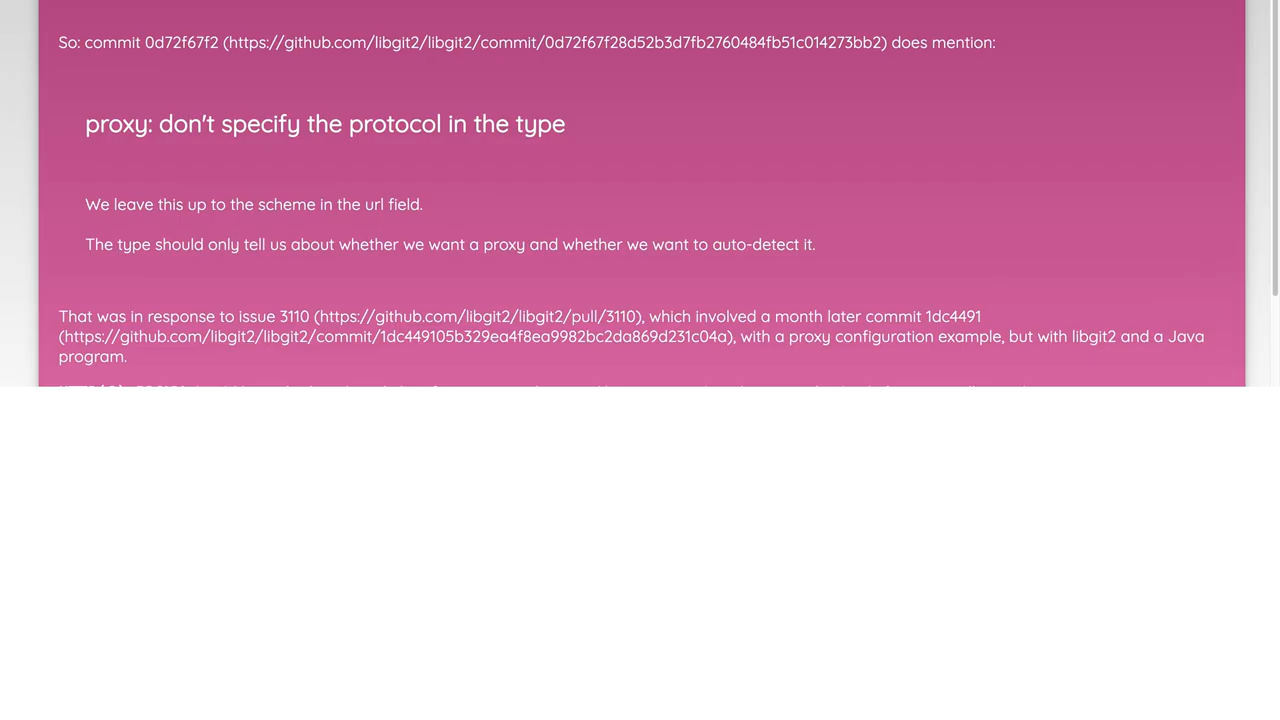 So: commit 0d72f67f2 (https://github.com/libgit2/libgit2/commit/0d72f67f28d52b3d7fb2760484fb51c014273bb2) does mention:
proxy: don't specify the protocol in the type
We leave this up to the scheme in the url field.
The type should only tell us about whether we want a proxy and whether we want to auto-detect it.
That was in response to issue 3110 (https://github.com/libgit2/libgit2/pull/3110), which involved a month later commit 1dc4491
(https://github.com/libgit2/libgit2/commit/1dc449105b329ea4f8ea9982bc2da869d231c04a), with a proxy configuration example, but with libgit2 and a Java
program.